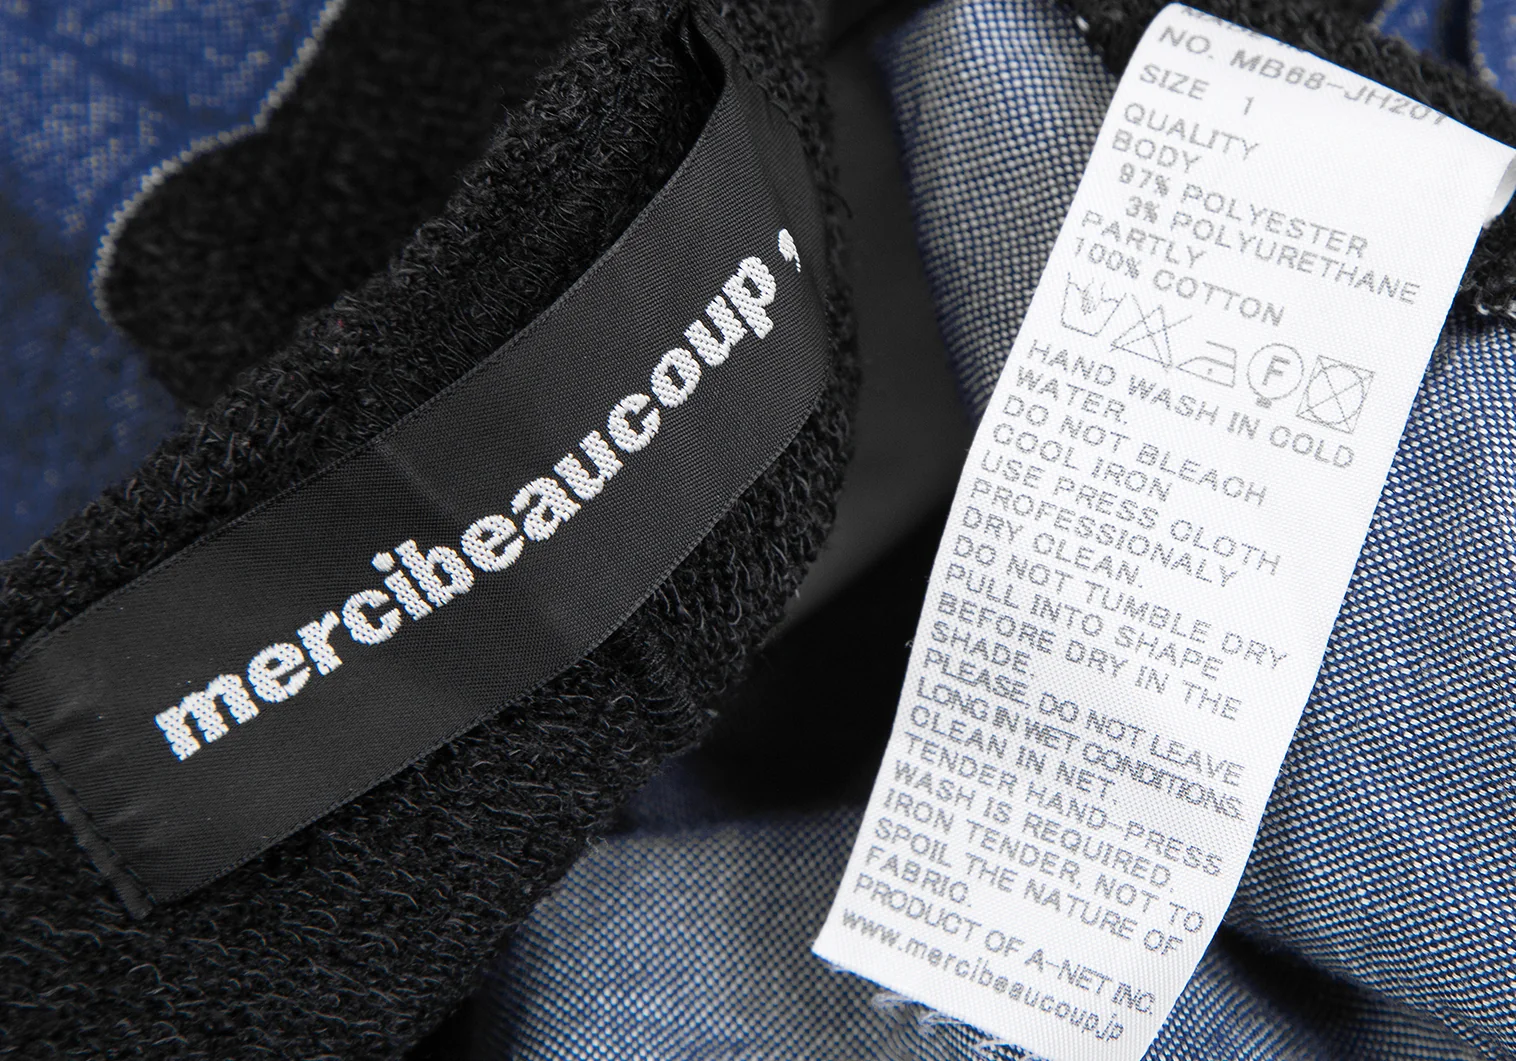 mercibeaucoup,
NO. MB68-JH207
SIZE 1
QUALITY
BODY
97% POLYESTER
3% POLYURETHANE
PARTLY
100% COTTON
F
HAND WASH IN COLD
WATER.
DO NOT BLEACH
COOL IRON
USE PRESS CLOTH
PROFESSIONALY
DRY CLEAN.
DO NOT TUMBLE DRY
PULL INTO SHAPE
BEFORE DRY IN THE
SHADE.
PLEASE, DO NOT LEAVE
LONG IN WET CONDITIONS.
CLEAN IN NET.
TENDER HAND-PRESS
WASH IS REQUIRED.
IRON TENDER, NOT TO
SPOIL THE NATURE OF
FABRIC.
PRODUCT OF A-NET INC.
www.mercibeaucoup.jp